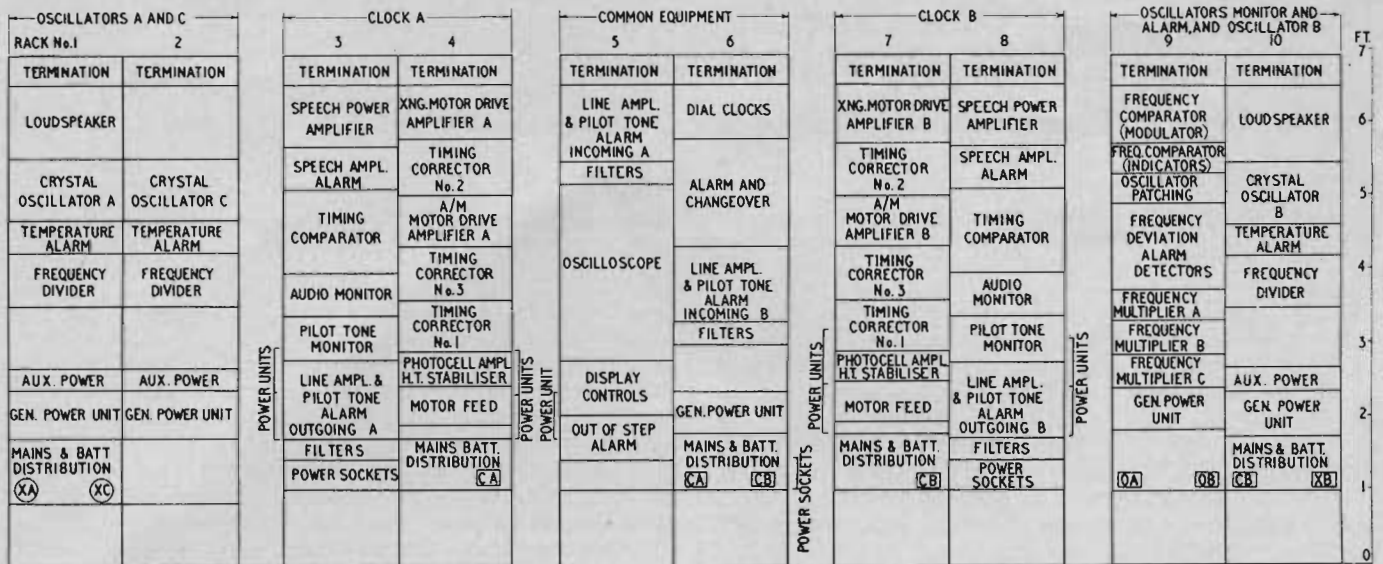 OSCILLATORS A AND C
RACK No.1
2
TERMINATION
LOUDSPEAKER
CRYSTAL
OSCILLATOR A
TEMPERATURE
ALARM
FREQUENCY
DIVIDER
AUX. POWER
GEN. POWER UNIT
MAINS & BATT
DISTRIBUTION
XA
XC
TERMINATION
CRYSTAL
OSCILLATOR C
TEMPERATURE
ALARM
FREQUENCY
DIVIDER
AUX. POWER
GEN. POWER UNIT
CLOCK A
3
4
TERMINATION
SPEECH POWER
AMPLIFIER
SPEECH AMPL.
ALARM
TIMING
COMPARATOR
AUDIO MONITOR
PILOT TONE
MONITOR
POWER UNITS
LINE AMPL. &
PILOT TONE
ALARM
OUTGOING A
FILTERS
POWER SOCKETS
TERMINATION
XNG. MOTOR DRIVE
AMPLIFIER A
TIMING
CORRECTOR
No.2
A/M
MOTOR DRIVE
AMPLIFIER A
TIMING
CORRECTOR
No.3
TIMING
CORRECTOR
No.1
PHOTOCELL AMPL
H.T. STABILISER
MOTOR FEED
MAINS BATT.
DISTRIBUTION
CA
POWER UNITS
COMMON EQUIPMENT
5
6
TERMINATION
LINE AMPL.
& PILOT TONE
ALARM
INCOMING A
FILTERS
OSCILLOSCOPE
DISPLAY
CONTROLS
OUT OF STEP
ALARM
POWER UNIT
TERMINATION
DIAL CLOCKS
ALARM AND
CHANGEOVER
LINE AMPL.
& PILOT TONE
ALARM
INCOMING B
FILTERS
GEN. POWER UNIT
MAINS & BATT.
DISTRIBUTION
CA
CB
POWER SOCKETS
CLOCK B
7
8
TERMINATION
XNG. MOTOR DRIVE
AMPLIFIER B
TIMING
CORRECTOR
No.2
A/M
MOTOR DRIVE
AMPLIFIER B
TIMING
CORRECTOR
No.3
TIMING
CORRECTOR
No.1
PHOTOCELL AMPL
H.T. STABILISER
MOTOR FEED
MAINS & BATT.
DISTRIBUTION
CB
POWER UNITS
TERMINATION
SPEECH POWER
AMPLIFIER
SPEECH AMPL.
ALARM
TIMING
COMPARATOR
AUDIO
MONITOR
PILOT TONE
MONITOR
LINE AMPL.
& PILOT TONE
ALARM
OUTGOING B
FILTERS
POWER
SOCKETS
POWER UNITS
OSCILLATORS MONITOR AND
ALARM, AND OSCILLATOR B
9
10
TERMINATION
FREQUENCY
COMPARATOR
(MODULATOR)
FREQ. COMPARATOR
(INDICATORS)
OSCILLATOR
PATCHING
FREQUENCY
DEVIATION
ALARM
DETECTORS
FREQUENCY
MULTIPLIER A
FREQUENCY
MULTIPLIER B
FREQUENCY
MULTIPLIER C
GEN. POWER
UNIT
OA
OB
TERMINATION
LOUDSPEAKER
CRYSTAL
OSCILLATOR
B
TEMPERATURE
ALARM
FREQUENCY
DIVIDER
AUX. POWER
GEN. POWER
UNIT
MAINS & BATT.
DISTRIBUTION
CB
XB
FT.
7
6
5
4
3
2
1
0